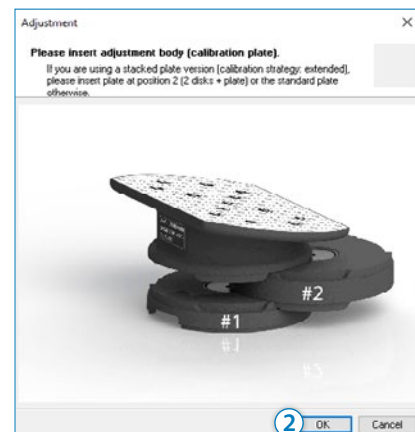 Adjustment
Please insert adjustment body (calibration plate).
If you are using a stacked plate version (calibration strategy: extended),
please insert plate at position 2 (2 disks + plate) or the standard plate
otherwise.
#2
#1
2 OK Cancel